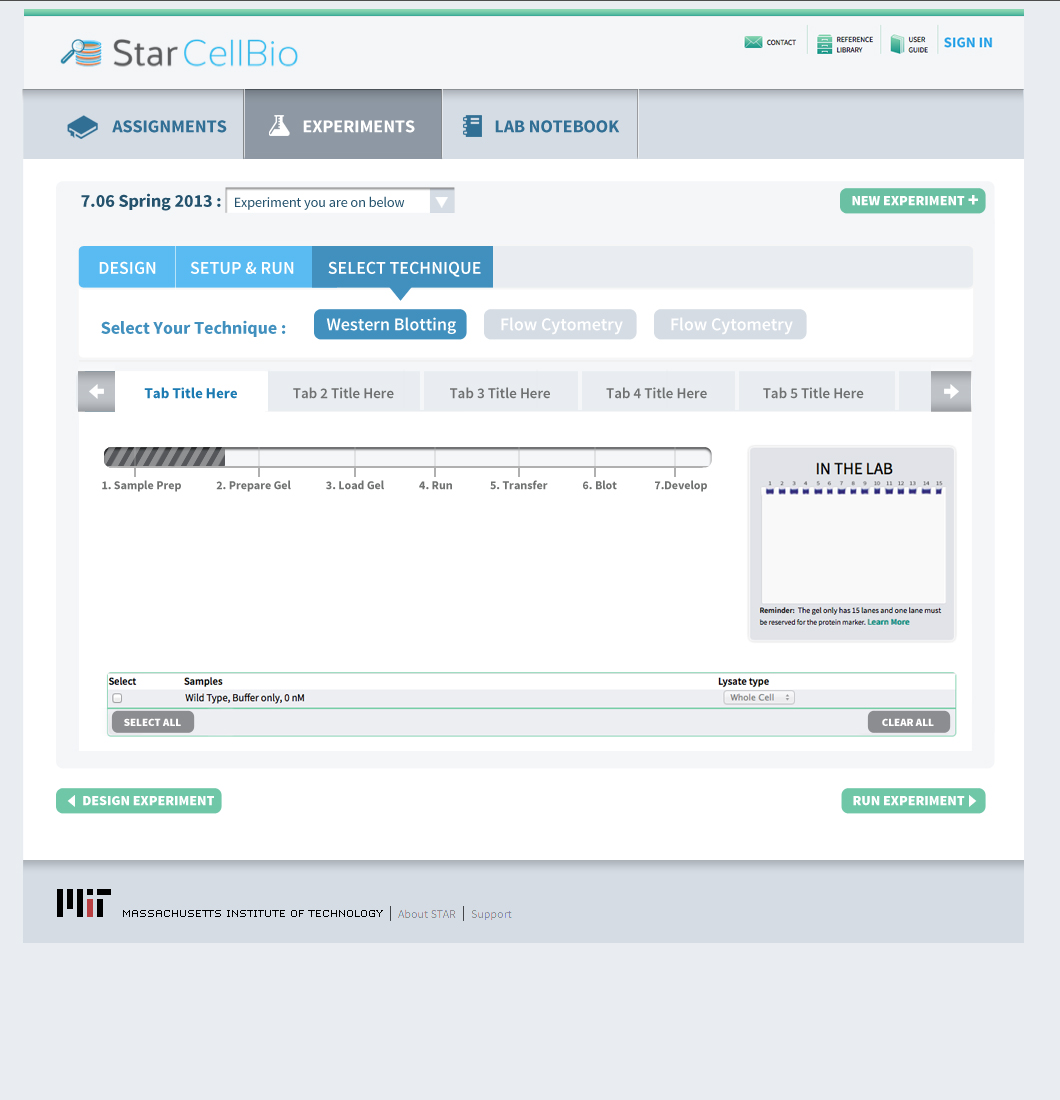 StarCellBio
CONTACT
REFERENCE LIBRARY
USER GUIDE
SIGN IN
ASSIGNMENTS
EXPERIMENTS
LAB NOTEBOOK
7.06 Spring 2013 :
Experiment you are on below
NEW EXPERIMENT +
DESIGN
SETUP & RUN
SELECT TECHNIQUE
Select Your Technique :
Western Blotting
Flow Cytometry
Flow Cytometry
Tab Title Here
Tab 2 Title Here
Tab 3 Title Here
Tab 4 Title Here
Tab 5 Title Here
1. Sample Prep
2. Prepare Gel
3. Load Gel
4. Run
5. Transfer
6. Blot
7.Develop
IN THE LAB
1 2 3 4 5 6 7 8 9 10 11 12 13 14 15
Reminder: The gel only has 15 lanes and one lane must
be reserved for the protein marker. Learn More
Select
Samples
Lysate type
Wild Type, Buffer only, 0 nM
Whole Cell
SELECT ALL
CLEAR ALL
DESIGN EXPERIMENT
RUN EXPERIMENT
MIT
MASSACHUSETTS INSTITUTE OF TECHNOLOGY
About STAR
Support